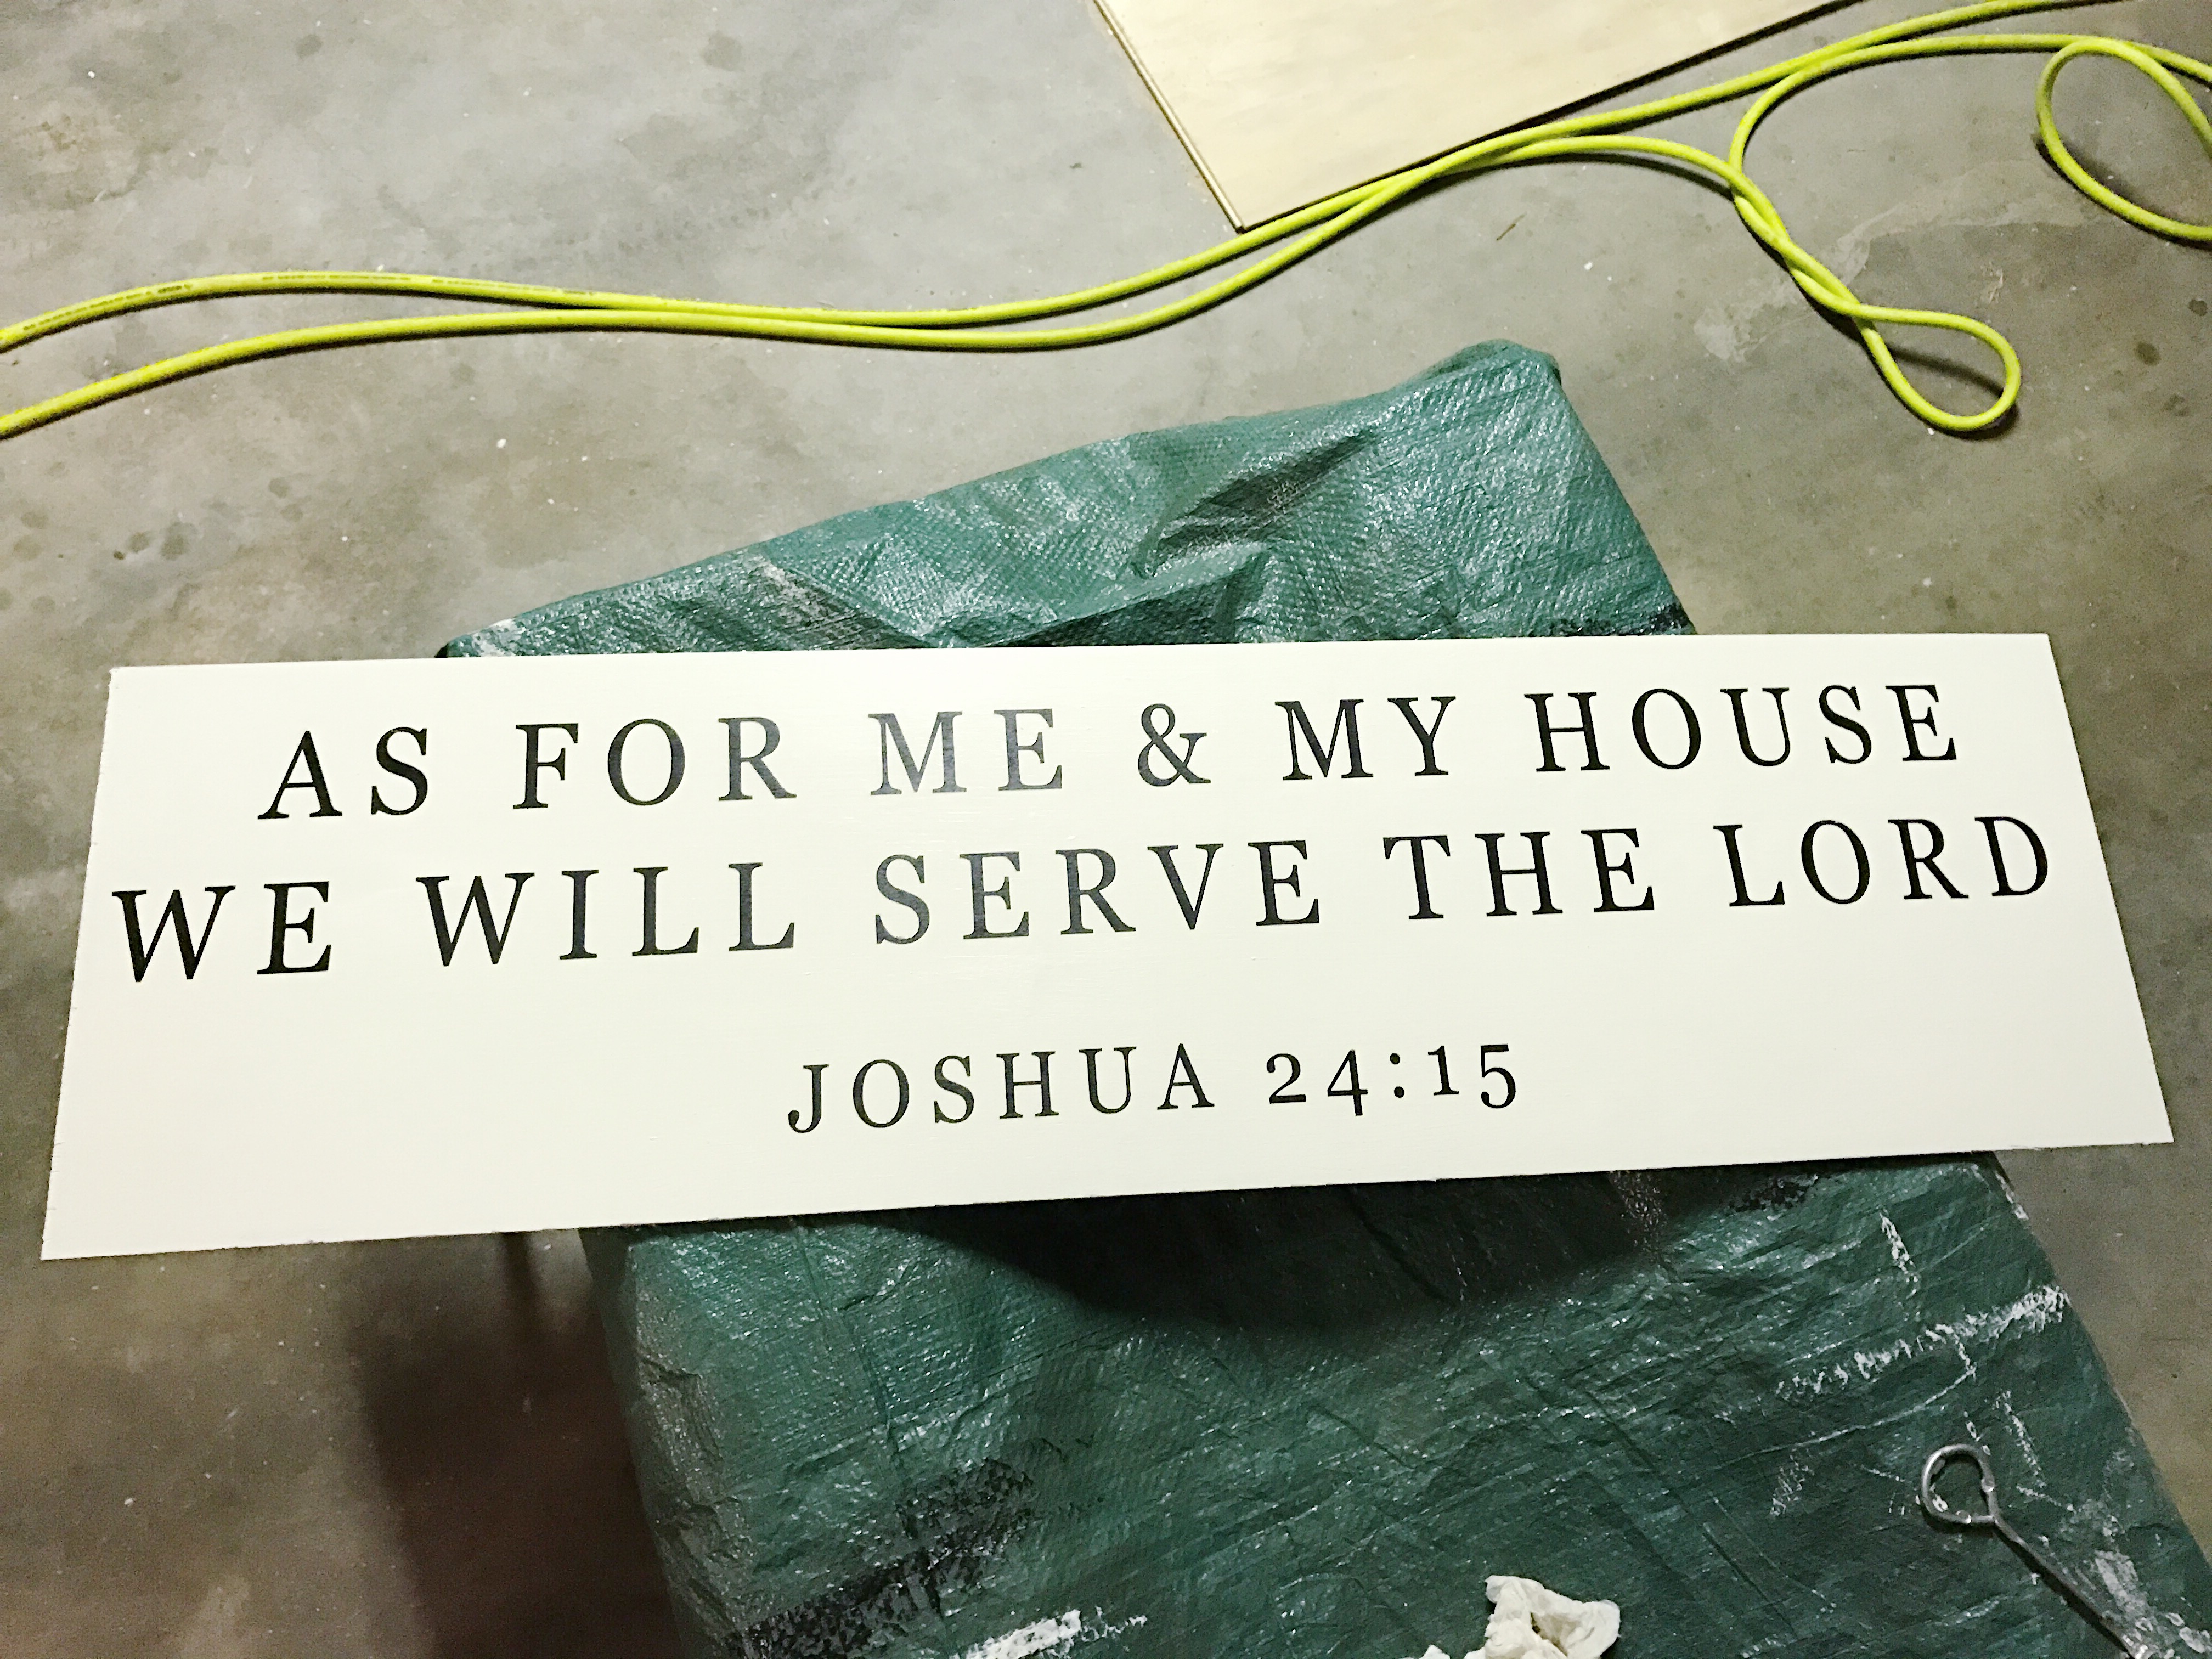 AS FOR ME & MY HOUSE
WE WILL SERVE THE LORD
JOSHUA 24:15